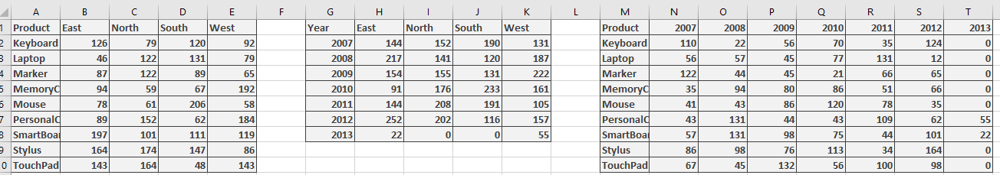 A B C D E F G H I J K L M N O P Q R S T
1 Product East North South West Year East North South West Product 2007 2008 2009 2010 2011 2012 2013
2 Keyboard 126 79 120 92 2007 144 152 190 131 Keyboard 110 22 56 70 35 124 0
3 Laptop 46 122 131 79 2008 217 141 120 187 Laptop 56 57 45 77 131 12 0
4 Marker 87 122 89 65 2009 154 155 131 222 Marker 122 44 45 21 66 65 0
5 MemoryC 94 59 67 192 2010 91 176 233 161 MemoryC 35 94 80 86 51 66 0
6 Mouse 78 61 206 58 2011 144 208 191 105 Mouse 41 43 86 120 78 35 0
7 PersonalC 89 152 62 184 2012 252 202 116 157 PersonalC 43 131 44 43 109 62 55
8 SmartBoar 197 101 111 119 2013 22 0 0 55 SmartBoar 57 131 98 75 44 101 22
9 Stylus 164 174 147 86 Stylus 86 98 76 113 34 164 0
0 TouchPad 143 164 48 143 TouchPad 67 45 132 56 100 98 0